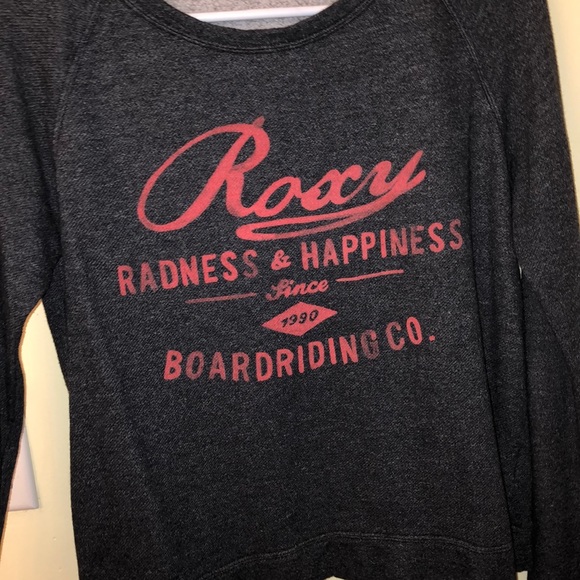 Roxy
RADNESS & HAPPINESS
Since
1990
BOARDRIDING CO.